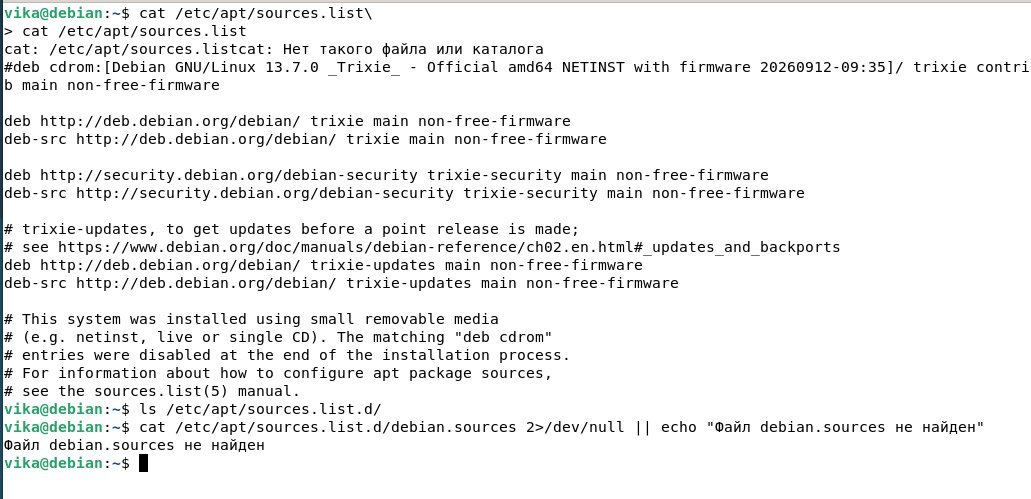 vika@debian:~$ cat /etc/apt/sources.list\
> cat /etc/apt/sources.list
cat: /etc/apt/sources.listcat: Нет такого файла или каталога
#deb cdrom:[Debian GNU/Linux 13.7.0 _Trixie_ - Official amd64 NETINST with firmware 20260912-09:35]/ trixie contri
b main non-free-firmware
deb http://deb.debian.org/debian/ trixie main non-free-firmware
deb-src http://deb.debian.org/debian/ trixie main non-free-firmware
deb http://security.debian.org/debian-security trixie-security main non-free-firmware
deb-src http://security.debian.org/debian-security trixie-security main non-free-firmware
# trixie-updates, to get updates before a point release is made;
# see https://www.debian.org/doc/manuals/debian-reference/ch02.en.html#_updates_and_backports
deb http://deb.debian.org/debian/ trixie-updates main non-free-firmware
deb-src http://deb.debian.org/debian/ trixie-updates main non-free-firmware
# This system was installed using small removable media
# (e.g. netinst, live or single CD). The matching "deb cdrom"
# entries were disabled at the end of the installation process.
# For information about how to configure apt package sources,
# see the sources.list(5) manual.
vika@debian:~$ ls /etc/apt/sources.list.d/
vika@debian:~$ cat /etc/apt/sources.list.d/debian.sources 2>/dev/null || echo "Файл debian.sources не найден"
Файл debian.sources не найден
vika@debian:~$